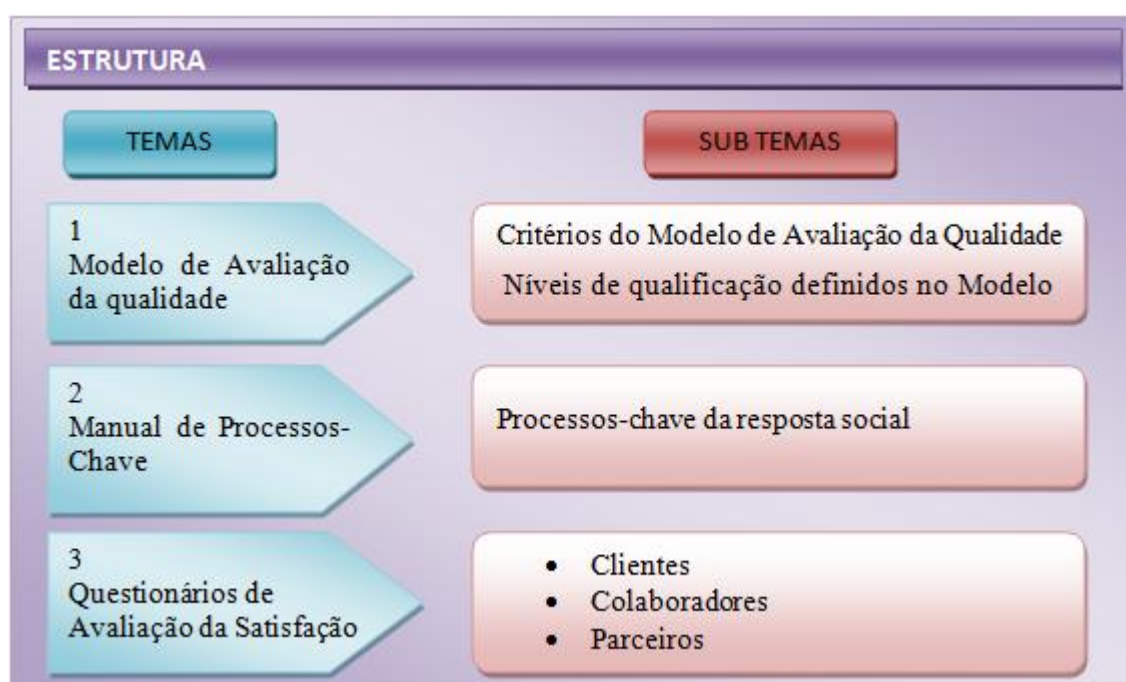 ESTRUTURA
TEMAS
SUB TEMAS
1
Modelo de Avaliação
da qualidade
Critérios do Modelo de Avaliação da Qualidade
Níveis de qualificação definidos no Modelo
2
Manual de Processos-
Chave
Processos-chave da resposta social
3
Questionários de
Avaliação da Satisfação
• Clientes
• Colaboradores
• Parceiros